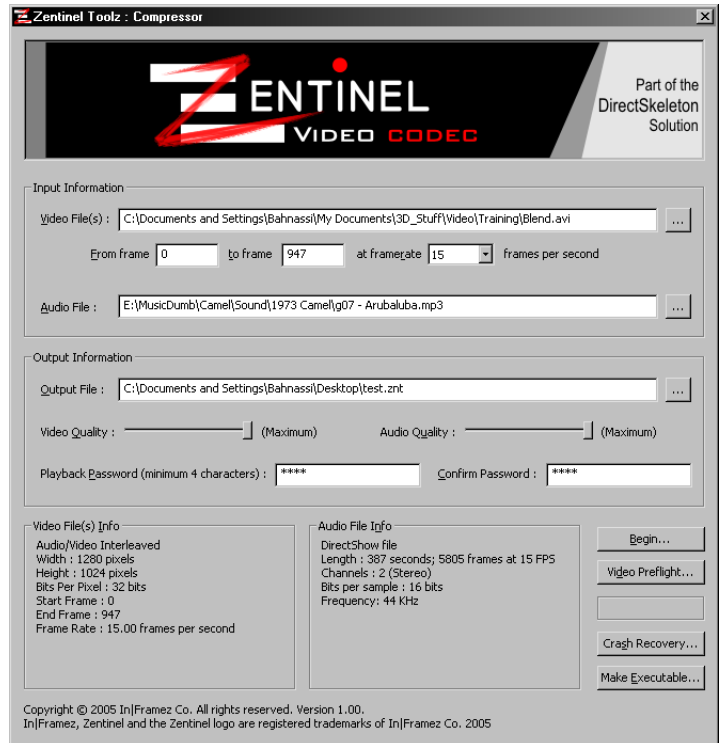 Zentinel Toolz : Compressor
ZENTINEL
VIDEO CODEC
Part of the
DirectSkeleton
Solution
Input Information
Video File(s) : C:\Documents and Settings\Bahnassi\My Documents\3D_Stuff\Video\Training\Blend.avi ...
From frame 0 to frame 947 at framerate 15 frames per second
Audio File : E:\MusicDumb\Camel\Sound\1973 Camel\g07 - Arubaluba.mp3 ...
Output Information
Output File : C:\Documents and Settings\Bahnassi\Desktop\test.znt ...
Video Quality : (Maximum) Audio Quality : (Maximum)
Playback Password (minimum 4 characters) : **** Confirm Password : ****
Video File(s) Info
Audio/Video Interleaved
Width : 1280 pixels
Height : 1024 pixels
Bits Per Pixel : 32 bits
Start Frame : 0
End Frame : 947
Frame Rate : 15.00 frames per second
Audio File Info
DirectShow file
Length : 387 seconds; 5805 frames at 15 FPS
Channels : 2 (Stereo)
Bits per sample : 16 bits
Frequency: 44 KHz
Begin...
Video Preflight...
Crash Recovery...
Make Executable...
Copyright © 2005 In|Framez Co. All rights reserved. Version 1.00.
In|Framez, Zentinel and the Zentinel logo are registered trademarks of In|Framez Co. 2005